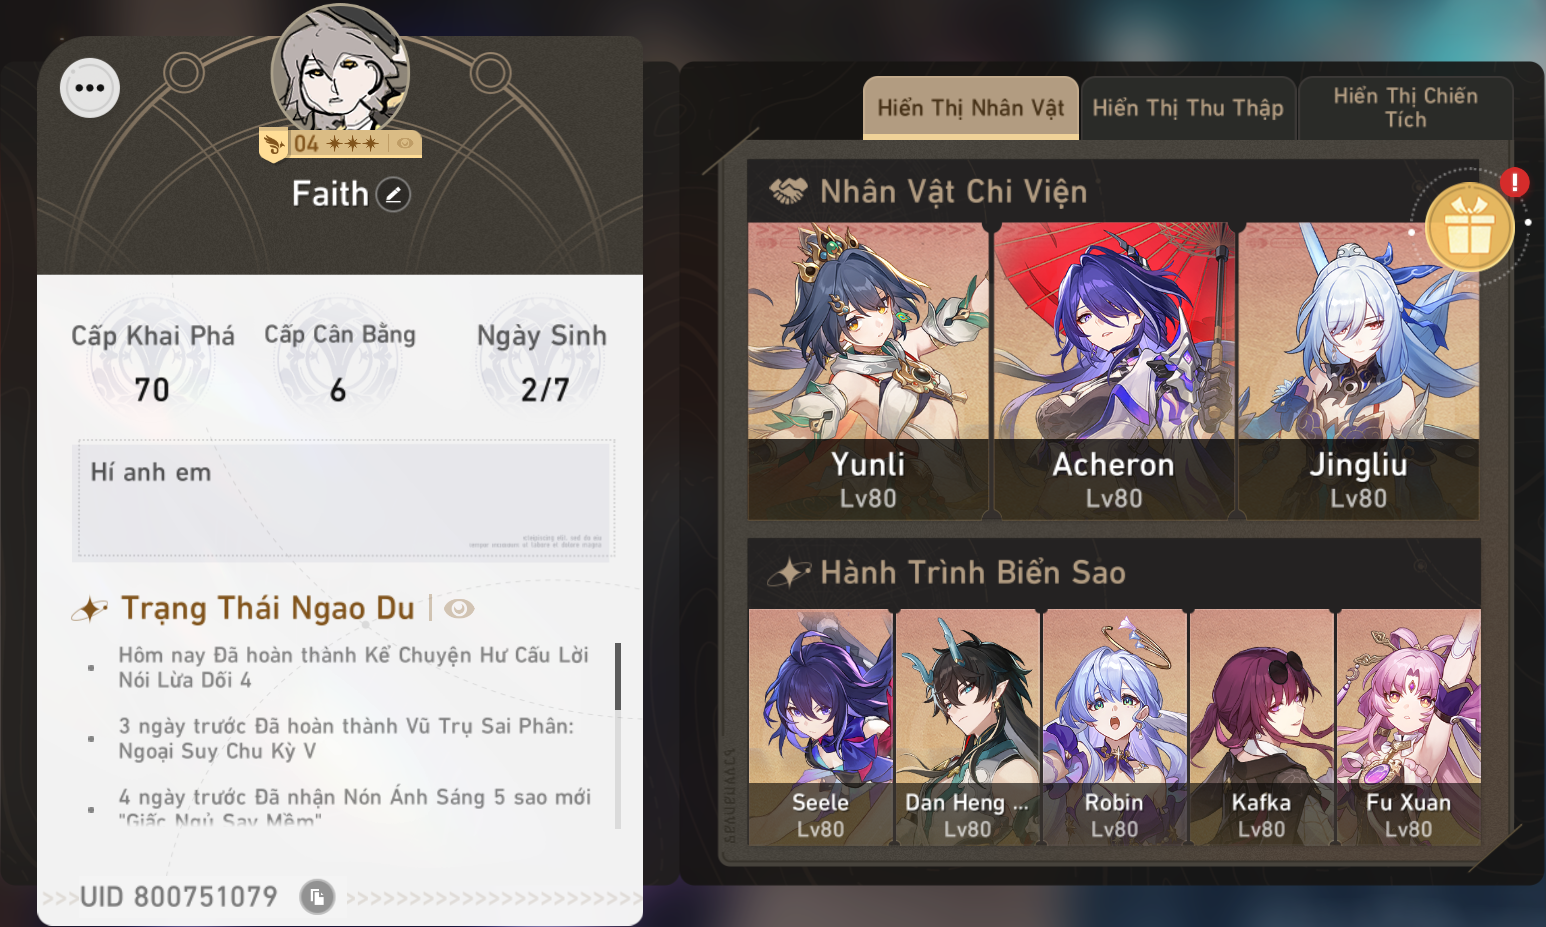 04
Faith
Cấp Khai Phá
70
Cấp Cân Bằng
6
Ngày Sinh
2/7
Hí anh em
Trạng Thái Ngao Du
Hôm nay Đã hoàn thành Kể Chuyện Hư Cấu Lời
Nói Lừa Dối 4
3 ngày trước Đã hoàn thành Vũ Trụ Sai Phân:
Ngoại Suy Chu Kỳ V
4 ngày trước Đã nhận Nón Ánh Sáng 5 sao mới
"Giấc Ngủ Say Mềm"
UID 800751079
Hiển Thị Nhân Vật
Hiển Thị Thu Thập
Hiển Thị Chiến
Tích
Nhân Vật Chi Viện
Yunli
Lv80
Acheron
Lv80
Jingliu
Lv80
Hành Trình Biển Sao
Seele
Lv80
Dan Heng ...
Lv80
Robin
Lv80
Kafka
Lv80
Fu Xuan
Lv80